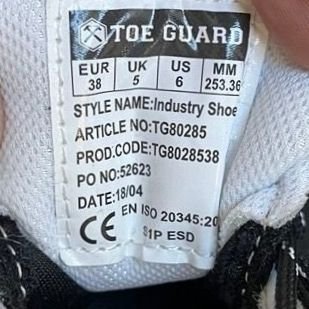 TOE GUARD
EUR UK US MM
38 5 6 253.36
STYLE NAME:Industry Shoe
ARTICLE NO:TG80285
PROD.CODE:TG8028538
PO NO:52623
DATE:18/04
CE EN ISO 20345:20
S1P ESD